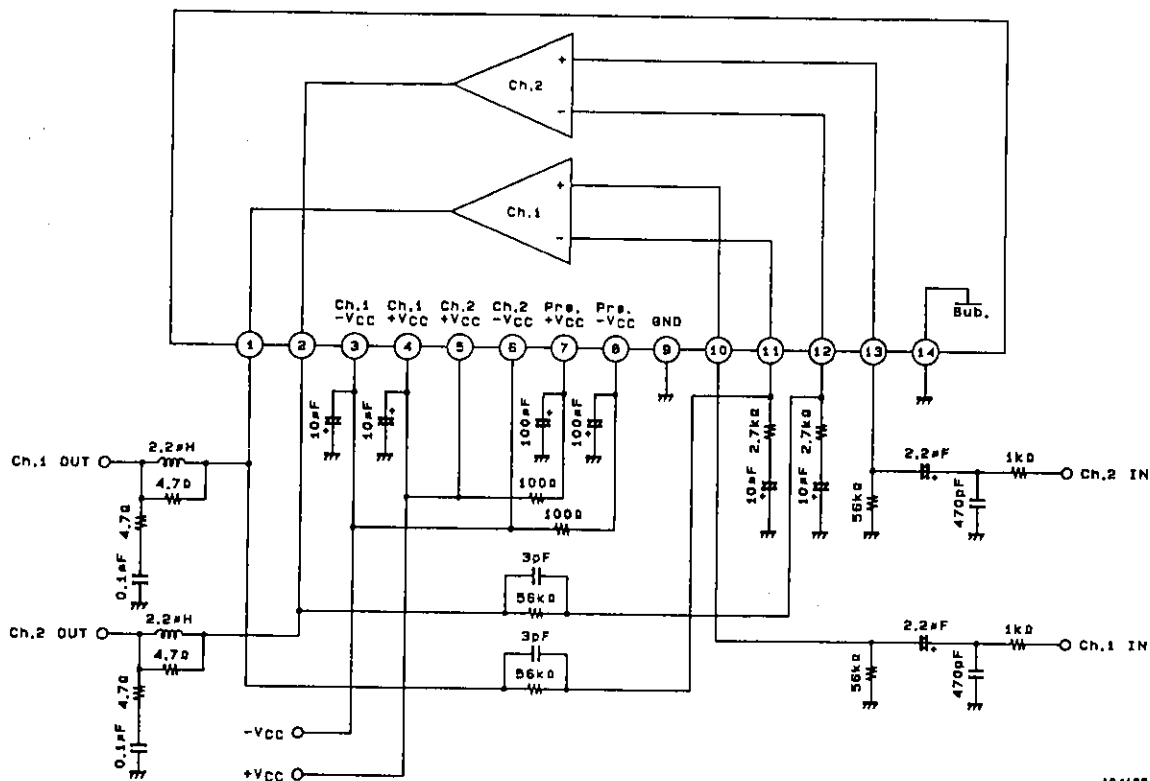 Ch.2
+
−
Ch.1
+
−
Ch.1 -VCC
Ch.1 +VCC
Ch.2 +VCC
Ch.2 -VCC
Pre. +VCC
Pre. -VCC
GND
Sub.
1 2 3 4 5 6 7 8 9 10 11 12 13 14
10µF
10µF
100µF
100µF
2.7kΩ
2.7kΩ
10µF
10µF
100Ω
100Ω
Ch.1 OUT
2.2µH
4.7Ω
4.7Ω
0.1µF
56kΩ
2.2µF
470pF
1kΩ
Ch.2 IN
3pF
56kΩ
Ch.2 OUT
2.2µH
4.7Ω
4.7Ω
0.1µF
3pF
56kΩ
56kΩ
2.2µF
470pF
1kΩ
Ch.1 IN
-VCC
+VCC